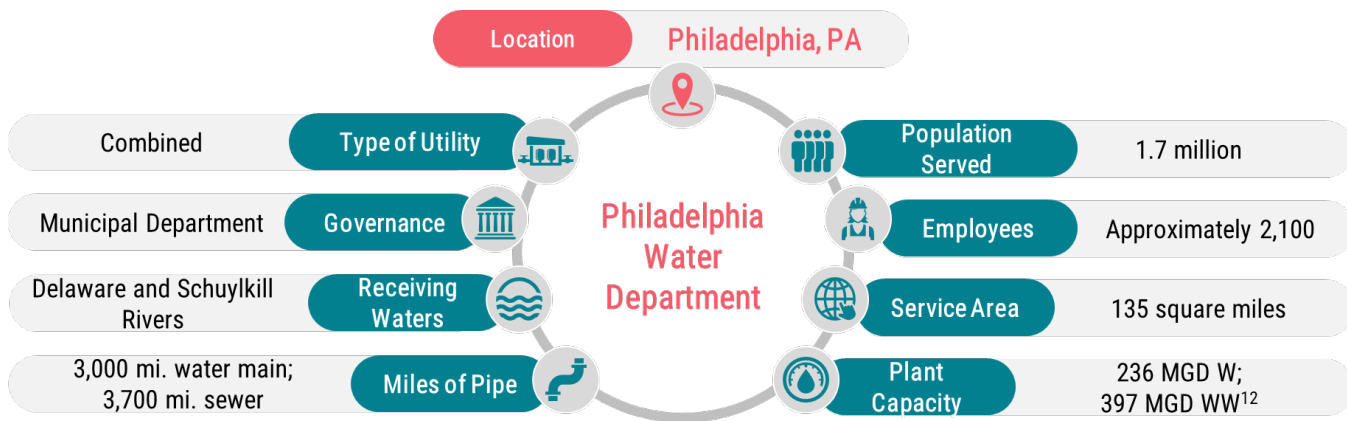 Location
Philadelphia, PA
Combined
Type of Utility
Municipal Department
Governance
Delaware and Schuylkill
Rivers
Receiving
Waters
3,000 mi. water main;
3,700 mi. sewer
Miles of Pipe
Philadelphia
Water
Department
Population
Served
1.7 million
Employees
Approximately 2,100
Service Area
135 square miles
Plant
Capacity
236 MGD W;
397 MGD WW¹²